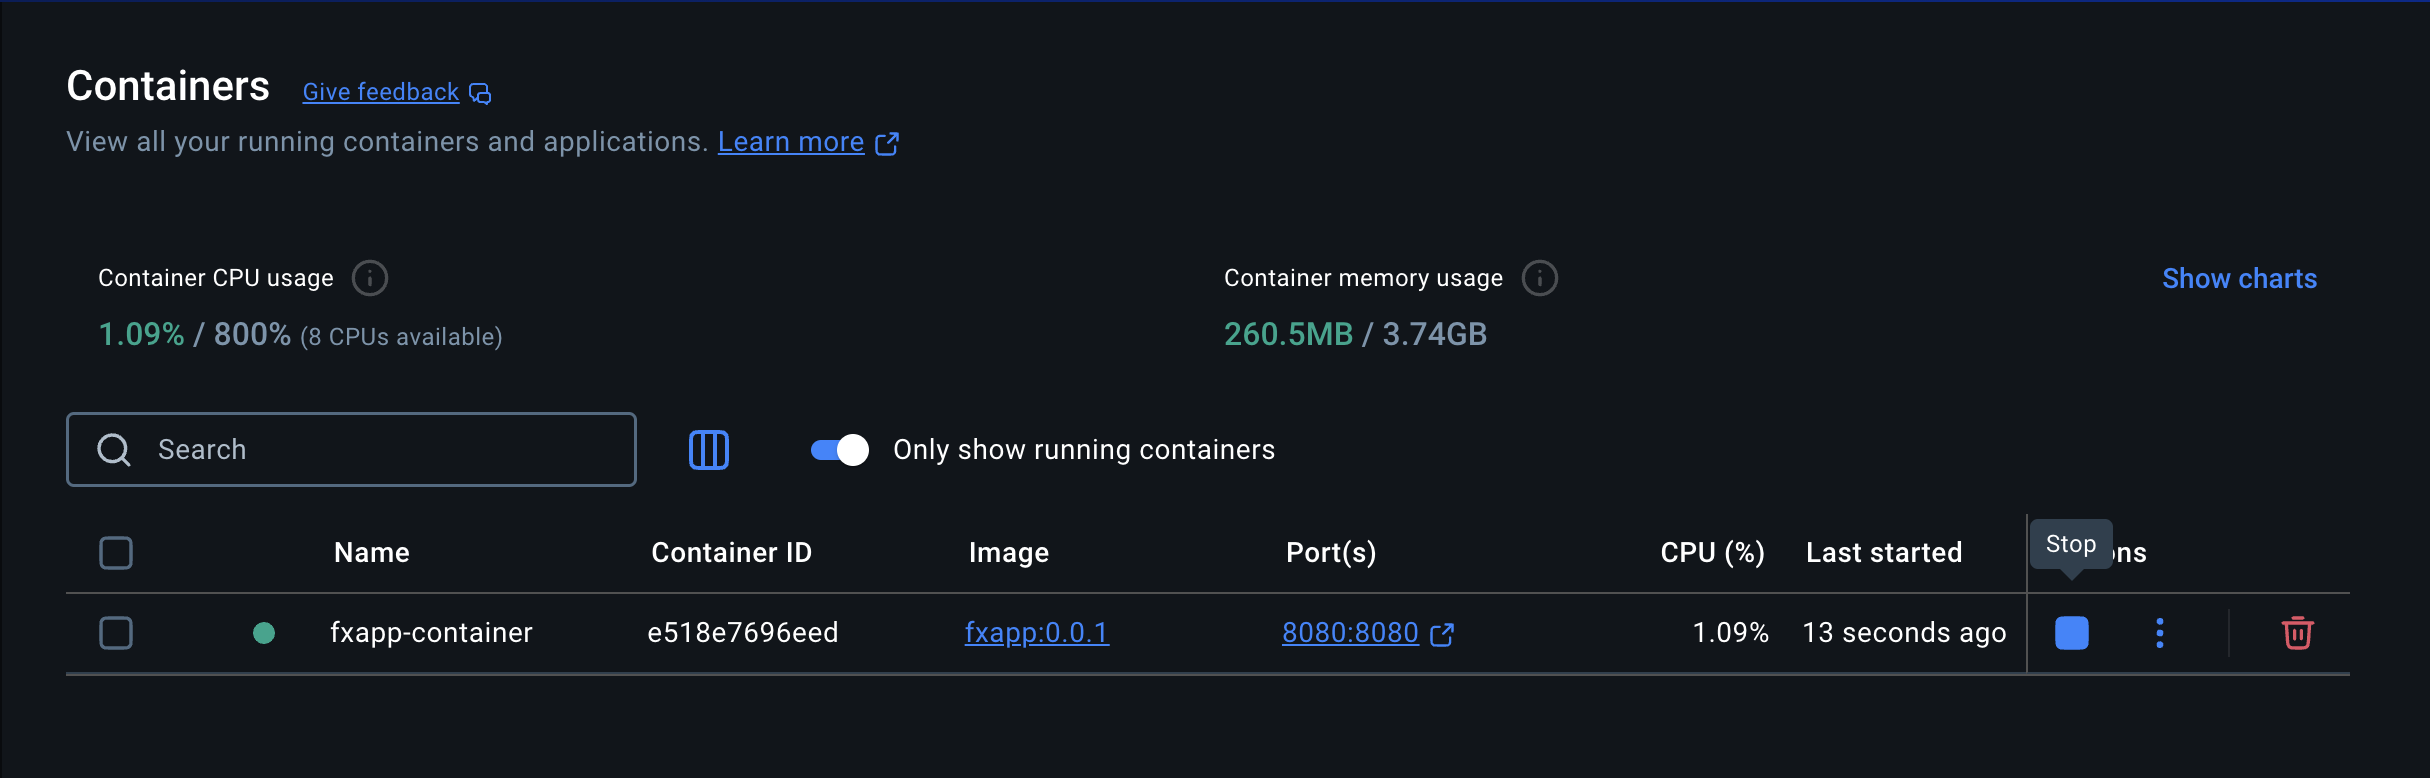 Containers Give feedback
View all your running containers and applications. Learn more
Container CPU usage
1.09% / 800% (8 CPUs available)
Container memory usage
260.5MB / 3.74GB
Show charts
Search
Only show running containers
Name Container ID Image Port(s) CPU (%) Last started ons
Stop
fxapp-container e518e7696eed fxapp:0.0.1 8080:8080 1.09% 13 seconds ago